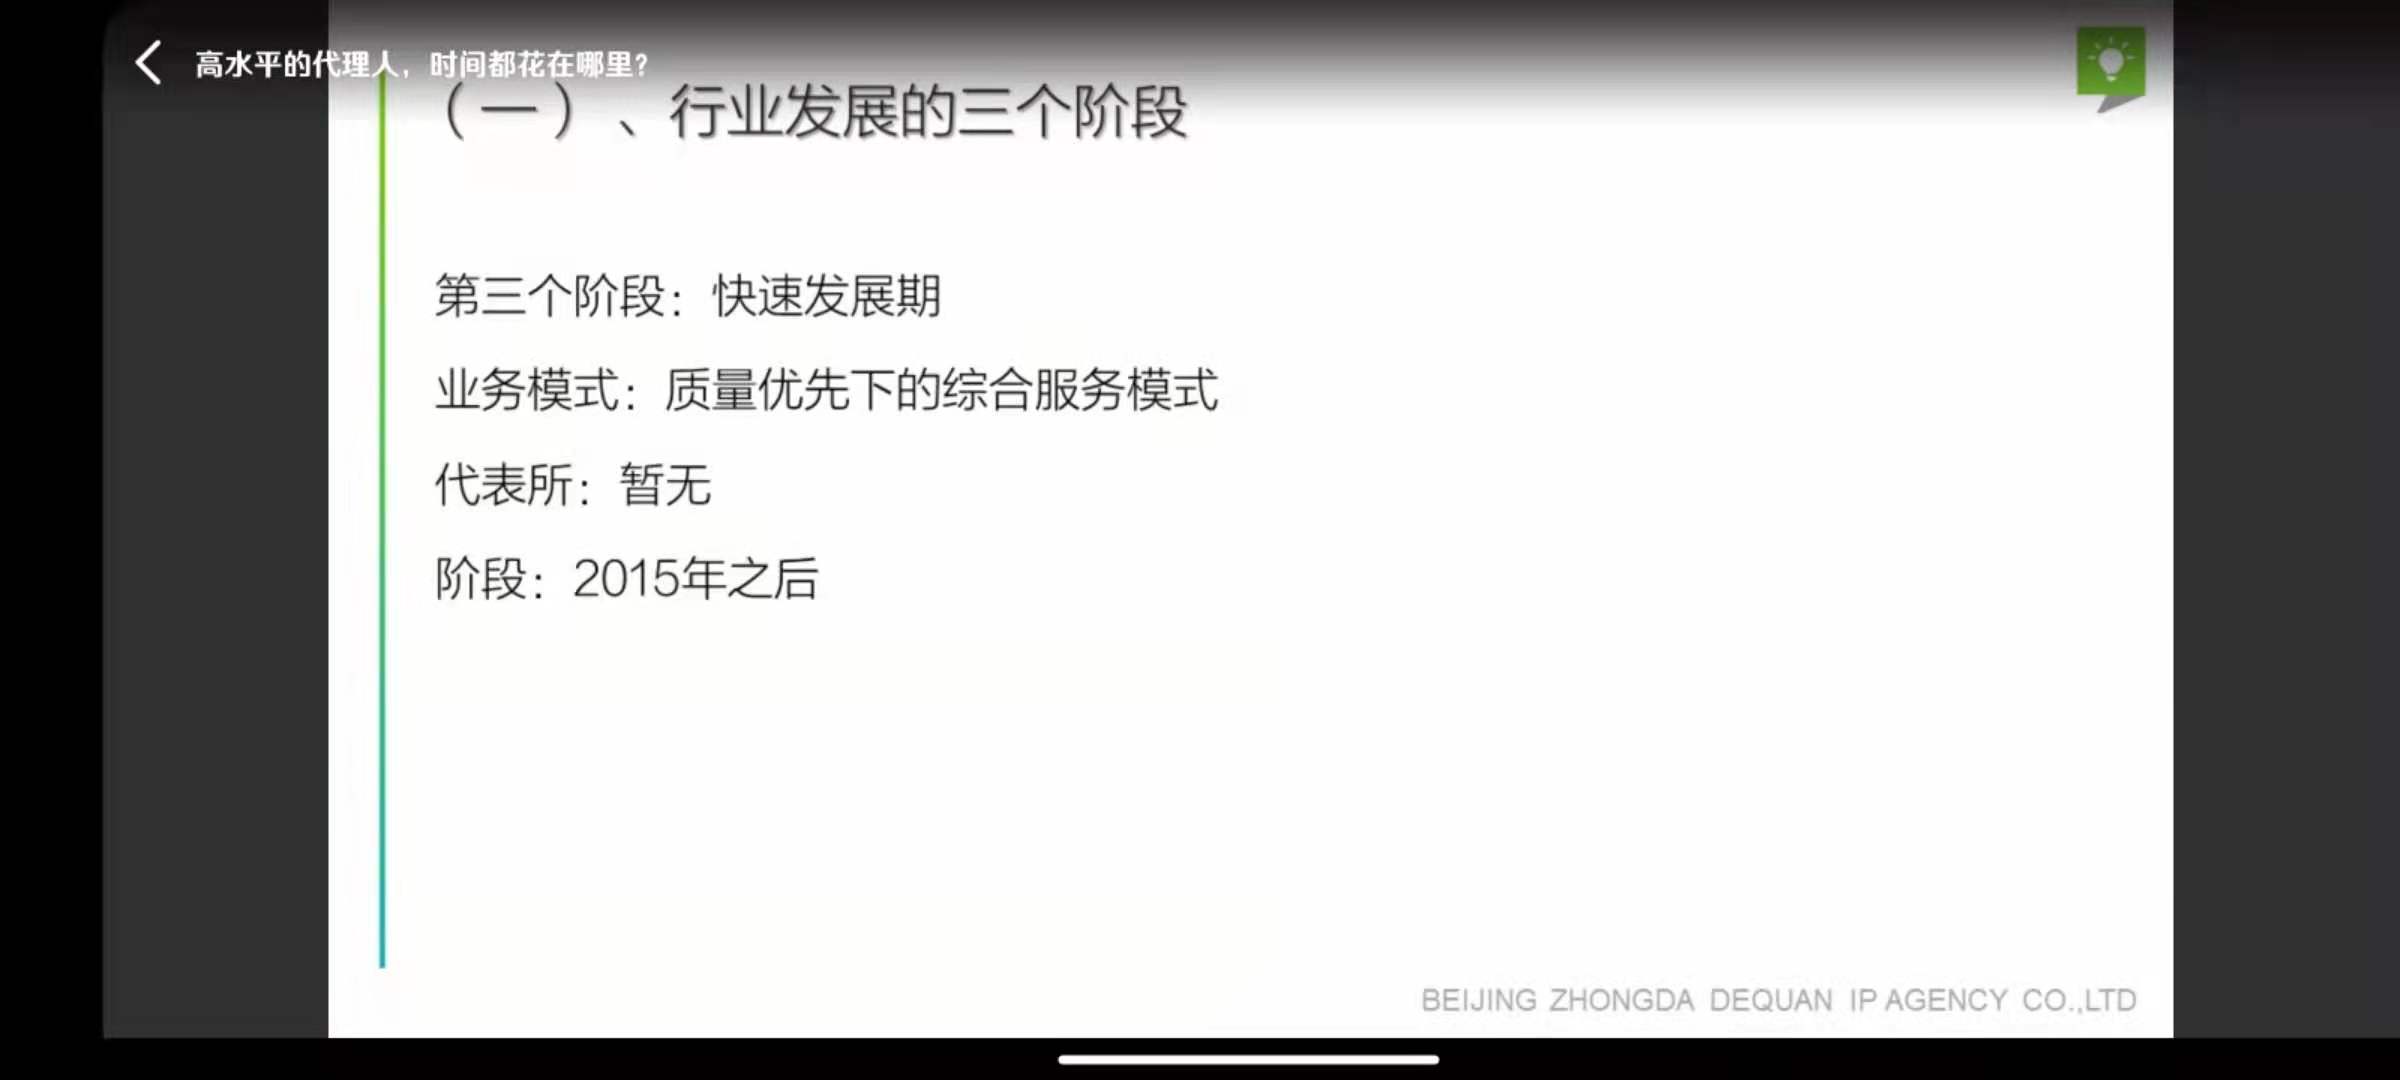 高水平的代理人，时间都花在哪里？
（一）、行业发展的三个阶段
第三个阶段：快速发展期
业务模式：质量优先下的综合服务模式
代表所：暂无
阶段：2015年之后
BEIJING ZHONGDA DEQUAN IP AGENCY CO.,LTD